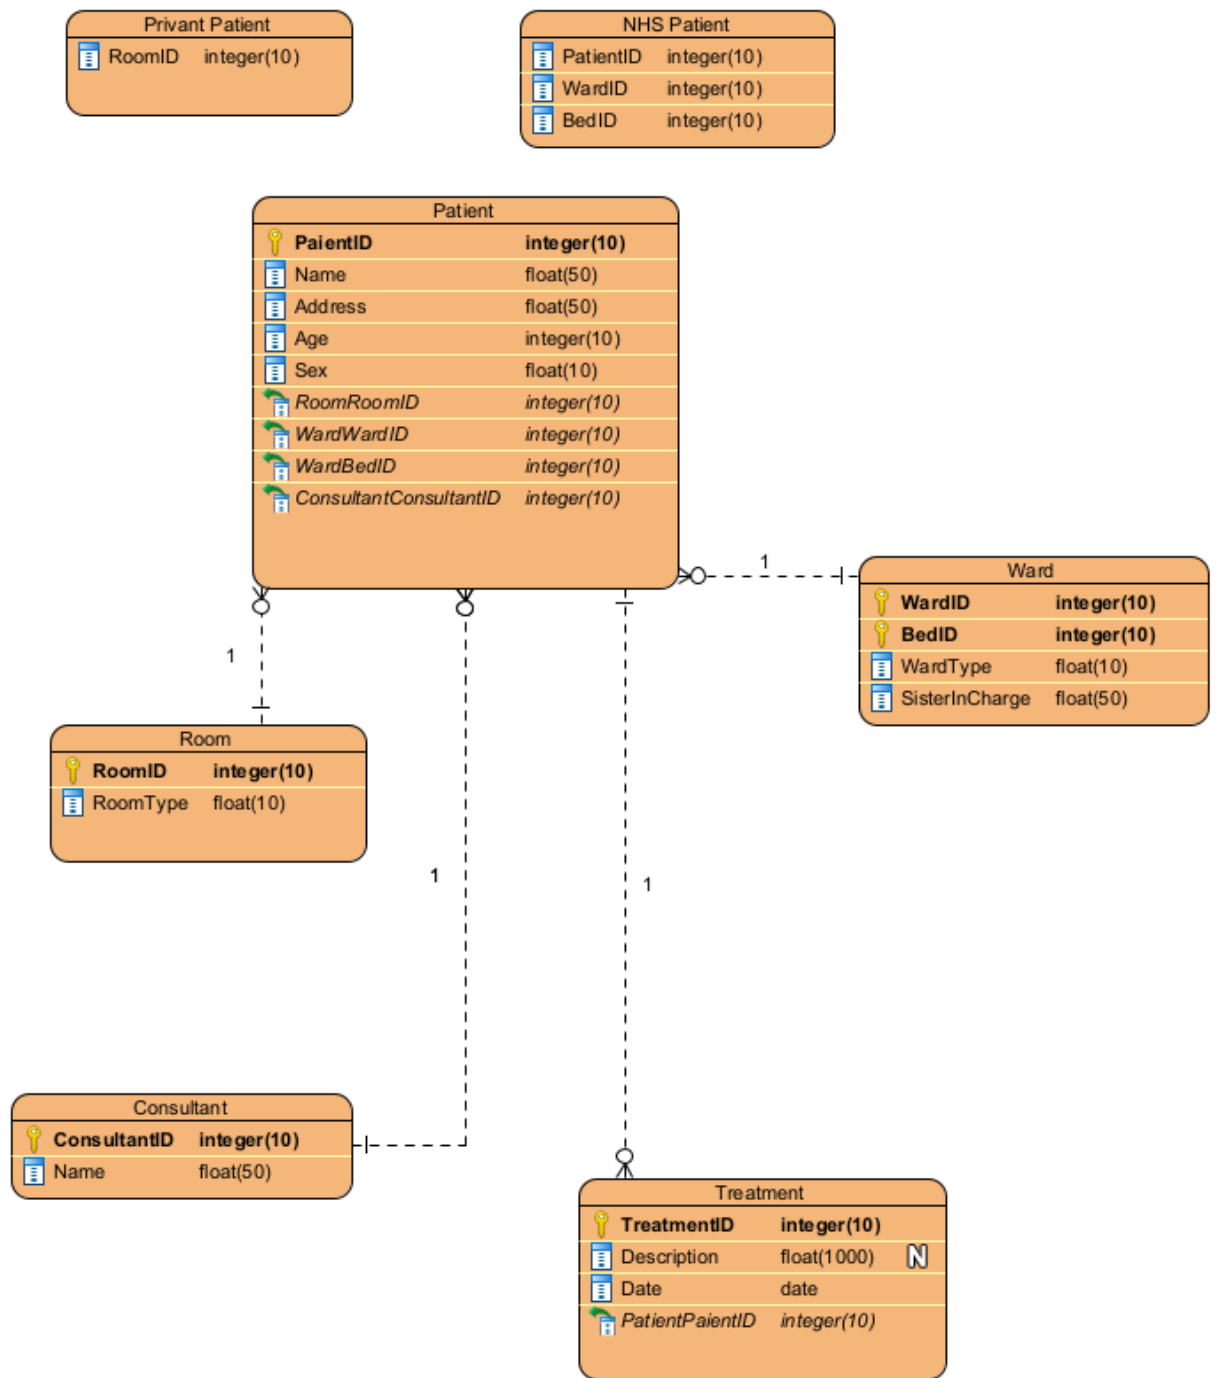 Privant Patient
RoomID integer(10)
NHS Patient
PatientID integer(10)
WardID integer(10)
BedID integer(10)
Patient
PaientID integer(10)
Name float(50)
Address float(50)
Age integer(10)
Sex float(10)
RoomRoomID integer(10)
WardWardID integer(10)
WardBedID integer(10)
ConsultantConsultantID integer(10)
1
Ward
WardID integer(10)
BedID integer(10)
WardType float(10)
SisterInCharge float(50)
1
Room
RoomID integer(10)
RoomType float(10)
1
1
Consultant
ConsultantID integer(10)
Name float(50)
Treatment
TreatmentID integer(10)
Description float(1000) N
Date date
PatientPaientID integer(10)